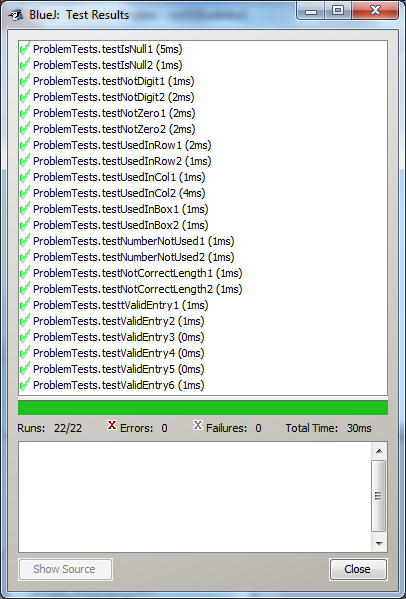 BlueJ: Test Results
ProblemTests.testIsNull1 (5ms)
ProblemTests.testIsNull2 (1ms)
ProblemTests.testNotDigit1 (1ms)
ProblemTests.testNotDigit2 (2ms)
ProblemTests.testNotZero1 (2ms)
ProblemTests.testNotZero2 (2ms)
ProblemTests.testUsedInRow1 (2ms)
ProblemTests.testUsedInRow2 (1ms)
ProblemTests.testUsedInCol1 (1ms)
ProblemTests.testUsedInCol2 (4ms)
ProblemTests.testUsedInBox1 (1ms)
ProblemTests.testUsedInBox2 (1ms)
ProblemTests.testNumberNotUsed1 (1ms)
ProblemTests.testNumberNotUsed2 (1ms)
ProblemTests.testNotCorrectLength1 (1ms)
ProblemTests.testNotCorrectLength2 (1ms)
ProblemTests.testtValidEntry1 (1ms)
ProblemTests.testValidEntry2 (1ms)
ProblemTests.testValidEntry3 (0ms)
ProblemTests.testValidEntry4 (0ms)
ProblemTests.testValidEntry5 (0ms)
ProblemTests.testValidEntry6 (1ms)
Runs: 22/22 X Errors: 0 X Failures: 0 Total Time: 30ms
Show Source Close